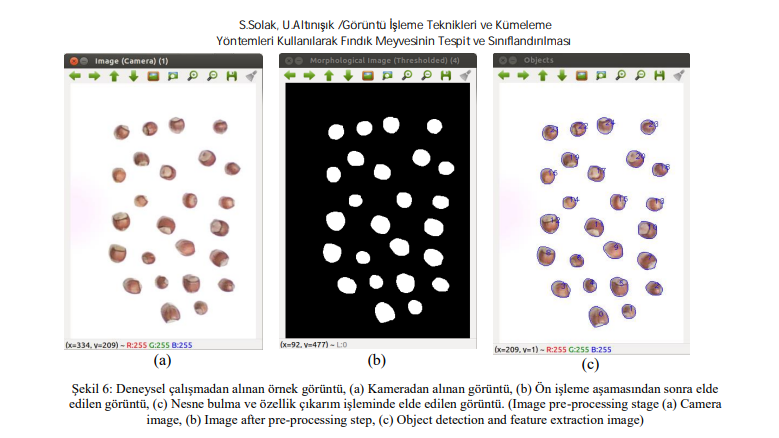 S.Solak, U.Altınışık /Görüntü İşleme Teknikleri ve Kümeleme
Yöntemleri Kullanılarak Fındık Meyvesinin Tespit ve Sınıflandırılması
Image (Camera) (1)
Morphological Image (Thresholded) (4)
Objects
(x=334, y=209) ~ R:255 G:255 B:255
(x=92, y=477) ~ L:0
(x=209, y=1) ~ R:255 G:255 B:255
(a)
(b)
(c)
Şekil 6: Deneysel çalışmadan alınan örnek görüntü, (a) Kameradan alınan görüntü, (b) Ön işleme aşamasından sonra elde
edilen görüntü, (c) Nesne bulma ve özellik çıkarım işleminde elde edilen görüntü. (Image pre-processing stage (a) Camera
image, (b) Image after pre-processing step, (c) Object detection and feature extraction image)